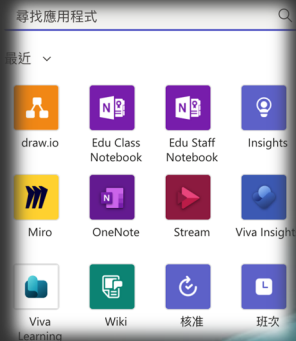 尋找應用程式
最近
draw.io
Edu Class
Notebook
Edu Staff
Notebook
Insights
Miro
OneNote
Stream
Viva Insight
Viva
Learning
Wiki
核准
班次